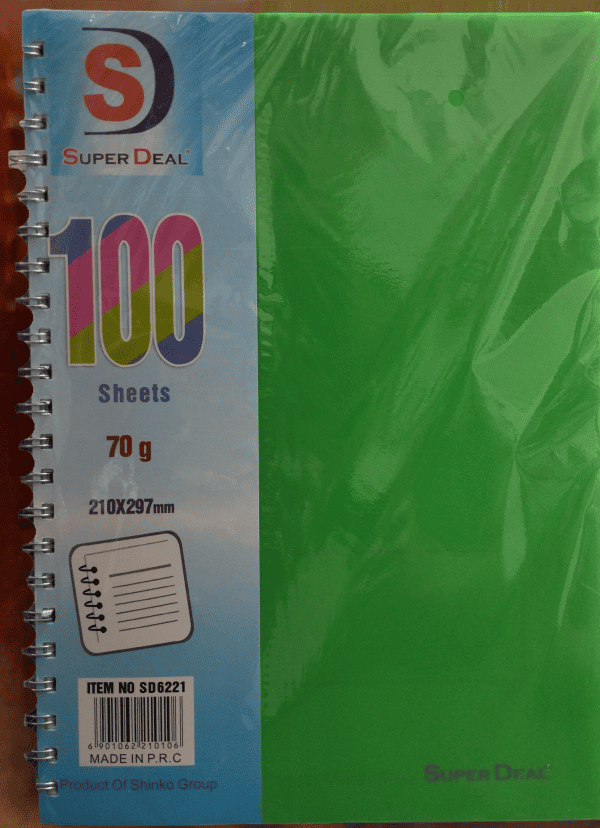 SD
SUPER DEAL®
100
Sheets
70 g
210X297mm
ITEM NO SD6221
6 901062 210106
MADE IN P.R.C
Product Of Shinko Group
SUPER DEAL®